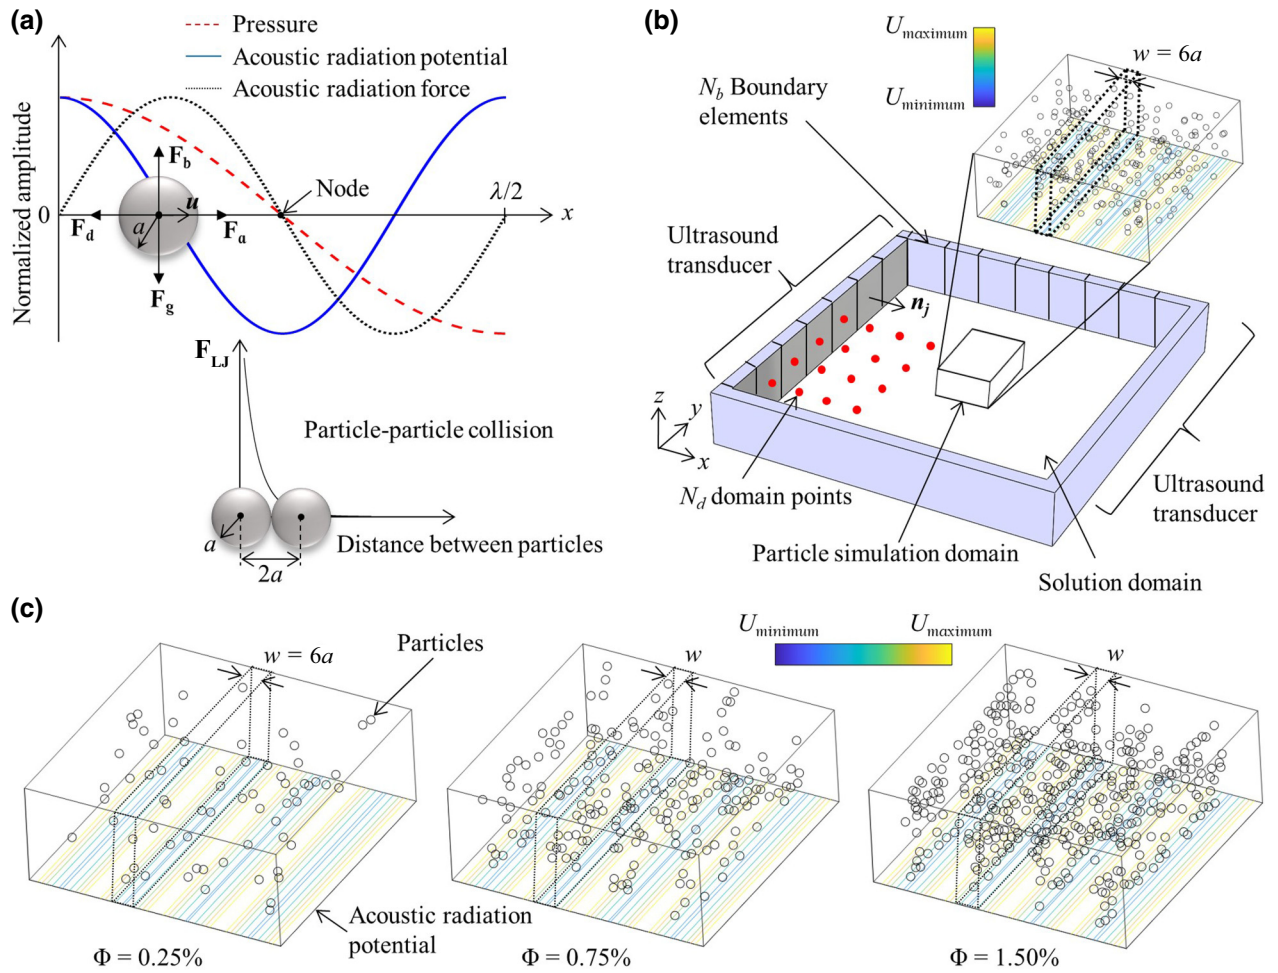 (a)
Pressure
Acoustic radiation potential
Acoustic radiation force
Normalized amplitude
0
F_b
Node
λ/2
x
u
F_d
a
F_a
F_g
F_LJ
Particle-particle collision
a
Distance between particles
2a
(b)
U_maximum
U_minimum
w = 6a
N_b Boundary
elements
Ultrasound
transducer
n_j
z
y
x
N_d domain points
Particle simulation domain
Solution domain
Ultrasound
transducer
(c)
w = 6a
Particles
w
U_minimum
U_maximum
w
Acoustic radiation
potential
Φ = 0.25%
Φ = 0.75%
Φ = 1.50%